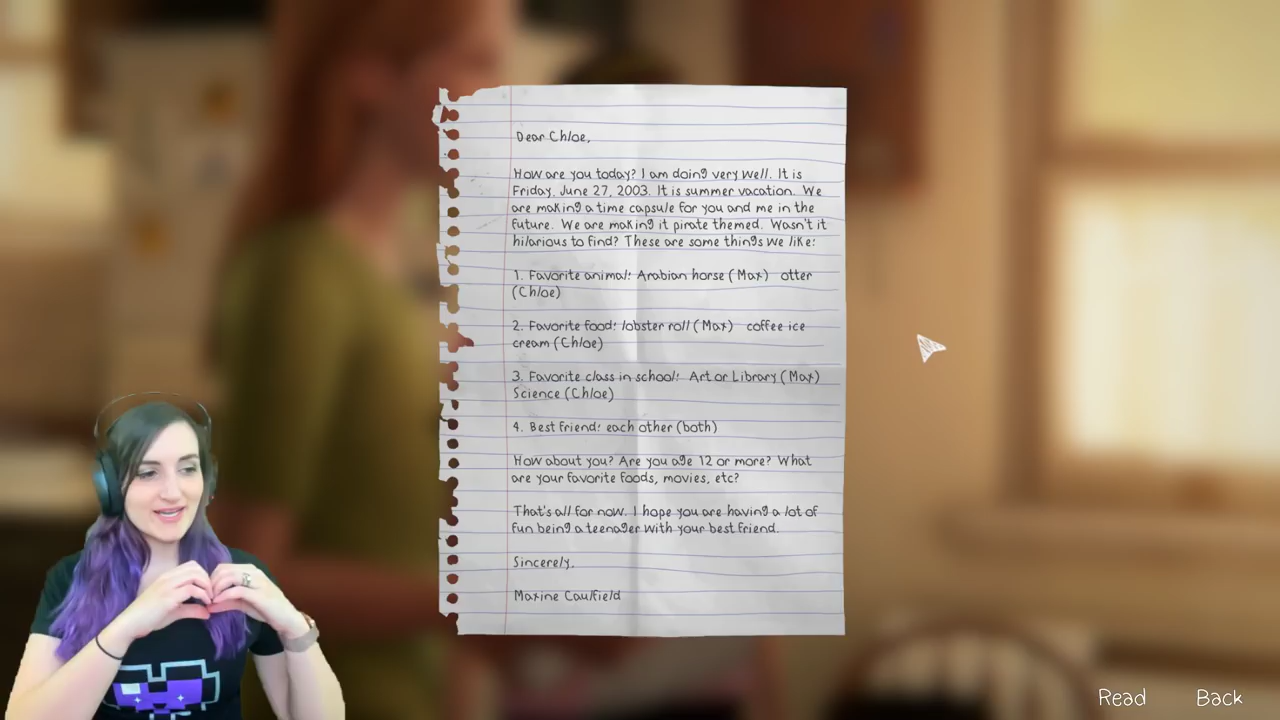 Dear Chloe,
How are you today? I am doing very well. It is
Friday, June 27, 2003. It is summer vacation. We
are making a time capsule for you and me in the
future. We are making it pirate themed. Wasn't it
hilarious to find? These are some things we like:
1. Favorite animal: Arabian horse (Max) otter
(Chloe)
2. Favorite food: lobster roll (Max) coffee ice
cream (Chloe)
3. Favorite class in school: Art or Library (Max)
Science (Chloe)
4. Best friend: each other (both)
How about you? Are you age 12 or more? What
are your favorite foods, movies, etc?
That's all for now. I hope you are having a lot of
fun being a teenager with your best friend.
Sincerely,
Maxine Caulfield
Read Back